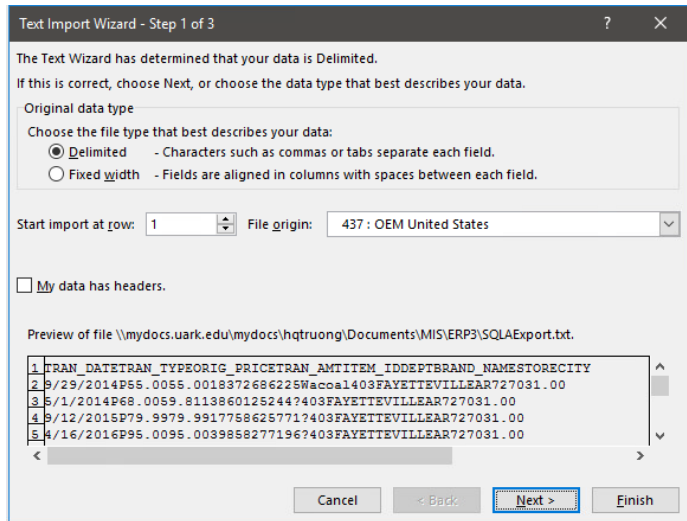 Text Import Wizard - Step 1 of 3 ? ×
The Text Wizard has determined that your data is Delimited.
If this is correct, choose Next, or choose the data type that best describes your data.
Original data type
Choose the file type that best describes your data:
Delimited - Characters such as commas or tabs separate each field.
Fixed width - Fields are aligned in columns with spaces between each field.
Start import at row: 1 File origin: 437 : OEM United States
My data has headers.
Preview of file \\mydocs.uark.edu\mydocs\hqtruong\Documents\MIS\ERP3\SQLAExport.txt.
1 TRAN_DATETRAN_TYPEORIG_PRICETRAN_AMTITEM_IDDEPTBRAND_NAMESTORECITY
2 9/29/2014P55.0055.0018372686225Wacoal403FAYETTEVILLEAR727031.00
3 5/1/2014P68.0059.8113860125244?403FAYETTEVILLEAR727031.00
4 9/12/2015P79.9979.9917758625771?403FAYETTEVILLEAR727031.00
5 4/16/2016P95.0095.0039858277196?403FAYETTEVILLEAR727031.00
Cancel < Back Next > Finish